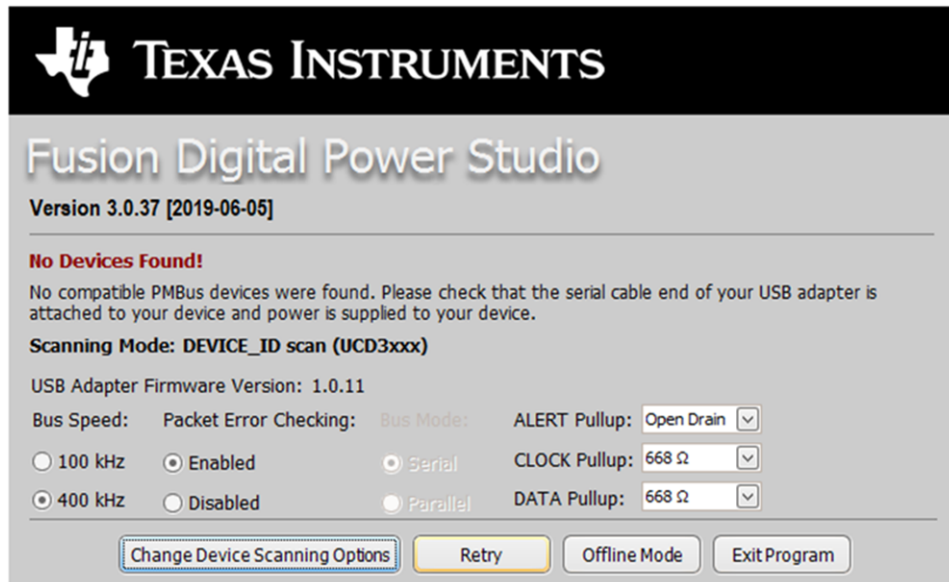 TEXAS INSTRUMENTS
Fusion Digital Power Studio
Version 3.0.37 [2019-06-05]
No Devices Found!
No compatible PMBus devices were found. Please check that the serial cable end of your USB adapter is
attached to your device and power is supplied to your device.
Scanning Mode: DEVICE_ID scan (UCD3xxx)
USB Adapter Firmware Version: 1.0.11
Bus Speed: Packet Error Checking: Bus Mode: ALERT Pullup: Open Drain
100 kHz Enabled Serial CLOCK Pullup: 668 Ω
400 kHz Disabled Parallel DATA Pullup: 668 Ω
Change Device Scanning Options Retry Offline Mode Exit Program